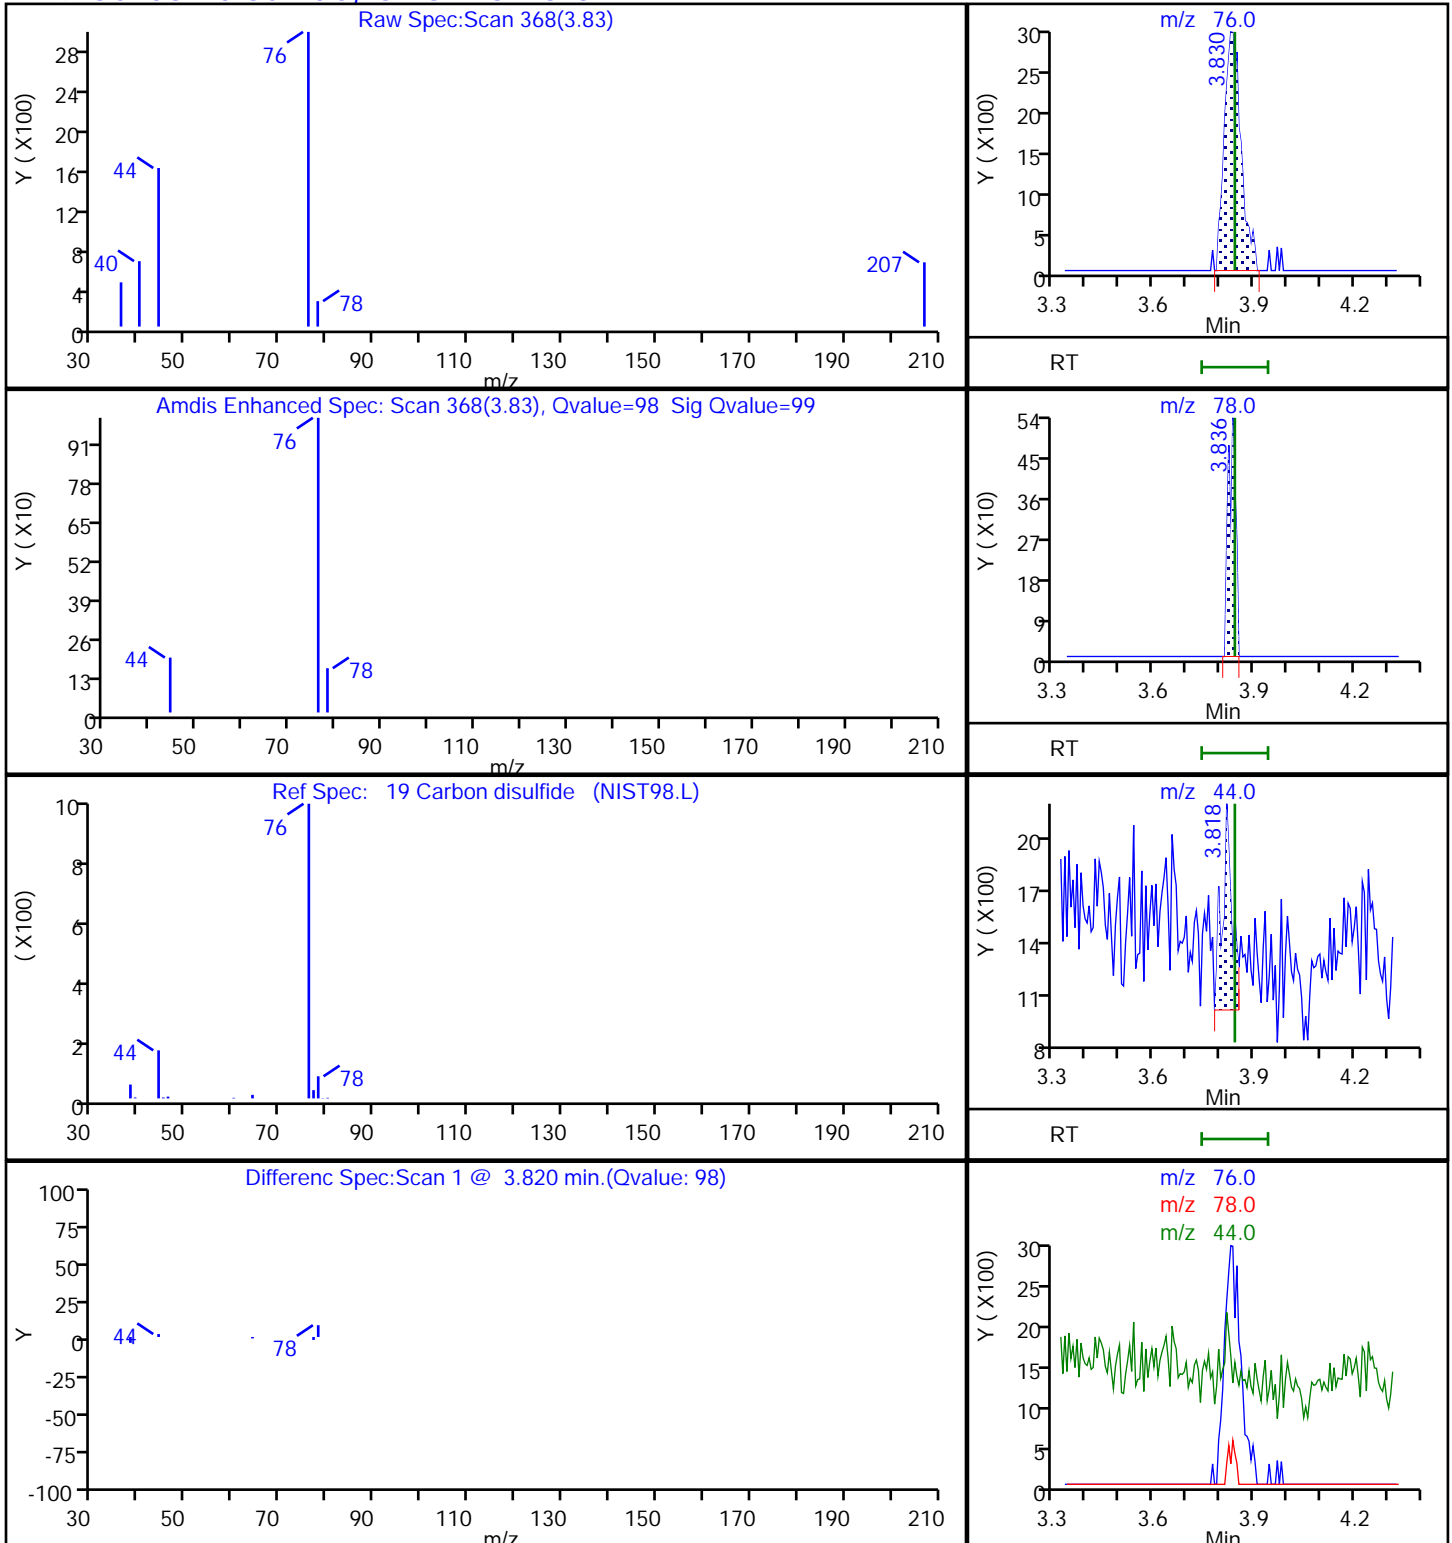 Raw Spec:Scan 368(3.83)
Y ( X100)
28
24
20
16
12
8
4
0
76
44
40
78
207
30 50 70 90 110 130 150 170 190 210
m/z
m/z 76.0
Y ( X100)
30
25
20
15
10
5
0
3.830
3.3 3.6 3.9 4.2
Min
RT
Amdis Enhanced Spec: Scan 368(3.83), Qvalue=98 Sig Qvalue=99
Y ( X10)
91
78
65
52
39
26
13
0
76
44
78
30 50 70 90 110 130 150 170 190 210
m/z
m/z 78.0
Y ( X10)
54
45
36
27
18
9
0
3.836
3.3 3.6 3.9 4.2
Min
RT
Ref Spec: 19 Carbon disulfide (NIST98.L)
( X100)
10
8
6
4
2
0
76
44
78
30 50 70 90 110 130 150 170 190 210
m/z 44.0
Y ( X100)
20
17
14
11
8
3.818
3.3 3.6 3.9 4.2
Min
RT
Differenc Spec:Scan 1 @ 3.820 min.(Qvalue: 98)
Y
100
75
50
25
0
-25
-50
-75
-100
44
78
30 50 70 90 110 130 150 170 190 210
m/z
m/z 76.0
m/z 78.0
m/z 44.0
Y ( X100)
30
25
20
15
10
5
0
3.3 3.6 3.9 4.2
Min